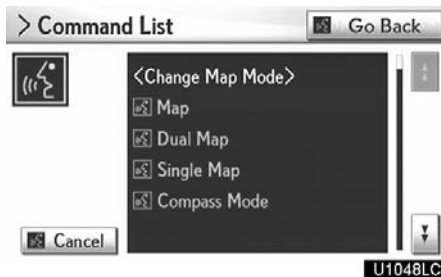 Command List
Go Back
<Change Map Mode>
Map
Dual Map
Single Map
Compass Mode
Cancel
U1048LC